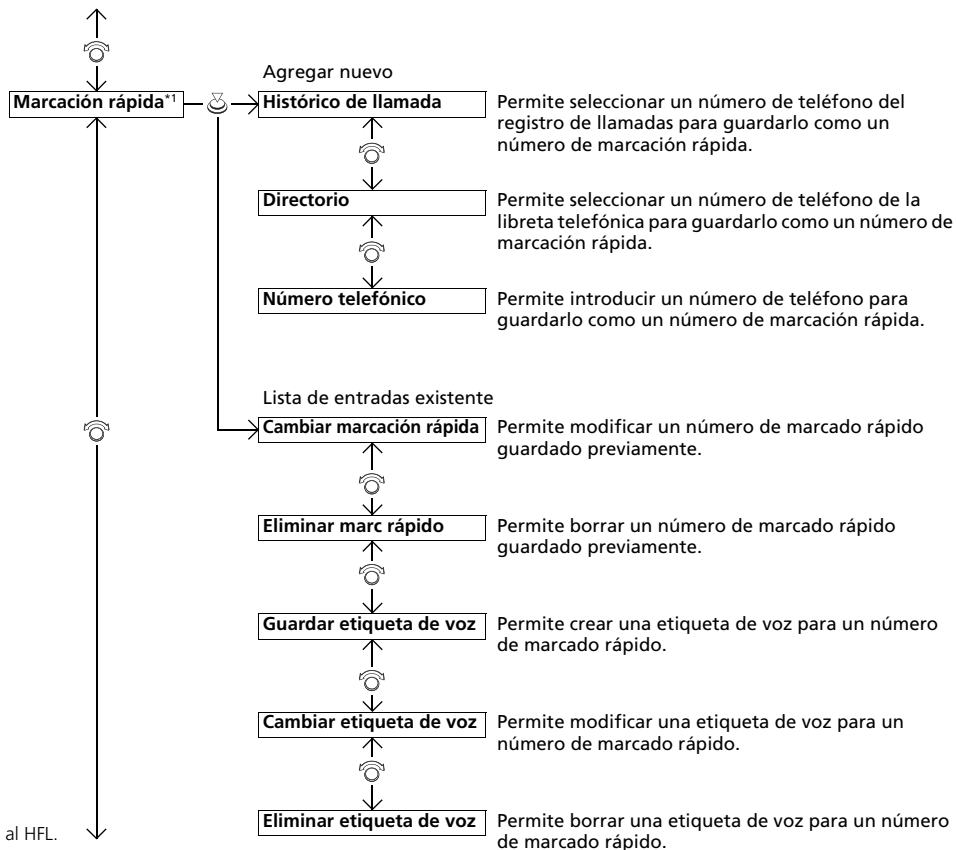 Agregar nuevo
Marcación rápida*1
Histórico de llamada
Permite seleccionar un número de teléfono del
registro de llamadas para guardarlo como un
número de marcación rápida.
Directorio
Permite seleccionar un número de teléfono de la
libreta telefónica para guardarlo como un número de
marcación rápida.
Número telefónico
Permite introducir un número de teléfono para
guardarlo como un número de marcación rápida.
Lista de entradas existente
Cambiar marcación rápida
Permite modificar un número de marcado rápido
guardado previamente.
Eliminar marc rápido
Permite borrar un número de marcado rápido
guardado previamente.
Guardar etiqueta de voz
Permite crear una etiqueta de voz para un número
de marcado rápido.
Cambiar etiqueta de voz
Permite modificar una etiqueta de voz para un
número de marcado rápido.
Eliminar etiqueta de voz
Permite borrar una etiqueta de voz para un número
de marcado rápido.
al HFL.